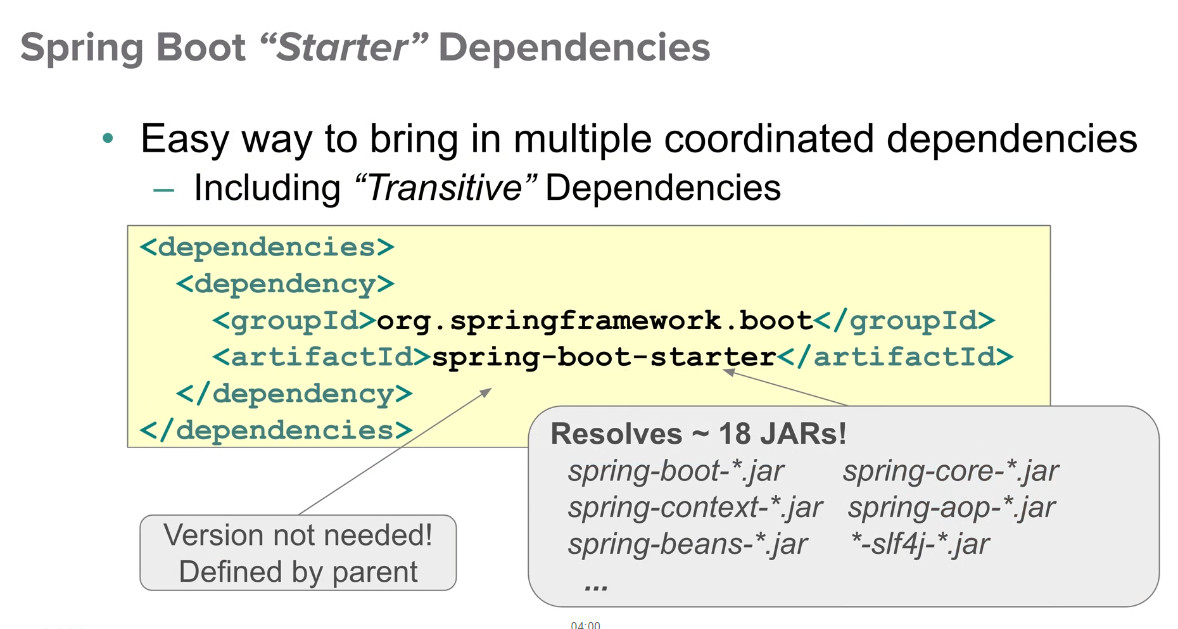 Spring Boot “Starter” Dependencies
• Easy way to bring in multiple coordinated dependencies
– Including “Transitive” Dependencies
<dependencies>
<dependency>
<groupId>org.springframework.boot</groupId>
<artifactId>spring-boot-starter</artifactId>
</dependency>
</dependencies>
Resolves ~ 18 JARs!
spring-boot-*.jar spring-core-*.jar
spring-context-*.jar spring-aop-*.jar
spring-beans-*.jar *-slf4j-*.jar
...
Version not needed!
Defined by parent
04:00